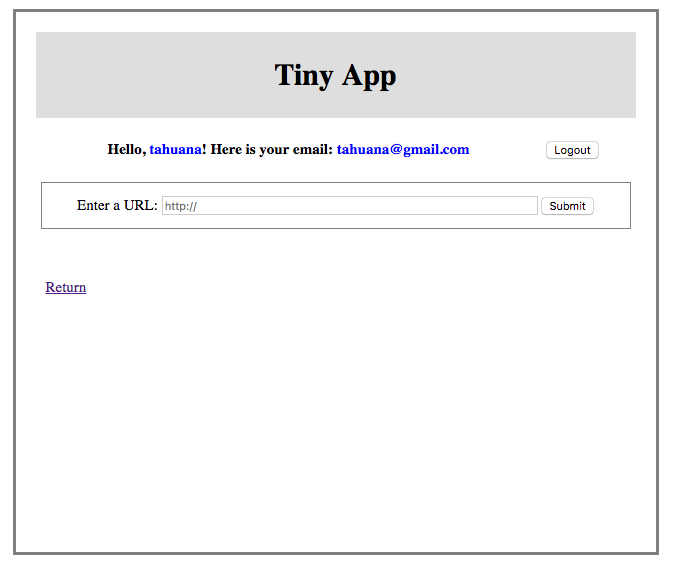 Tiny App
Hello, tahuana! Here is your email: tahuana@gmail.com Logout
Enter a URL: http:// Submit
Return